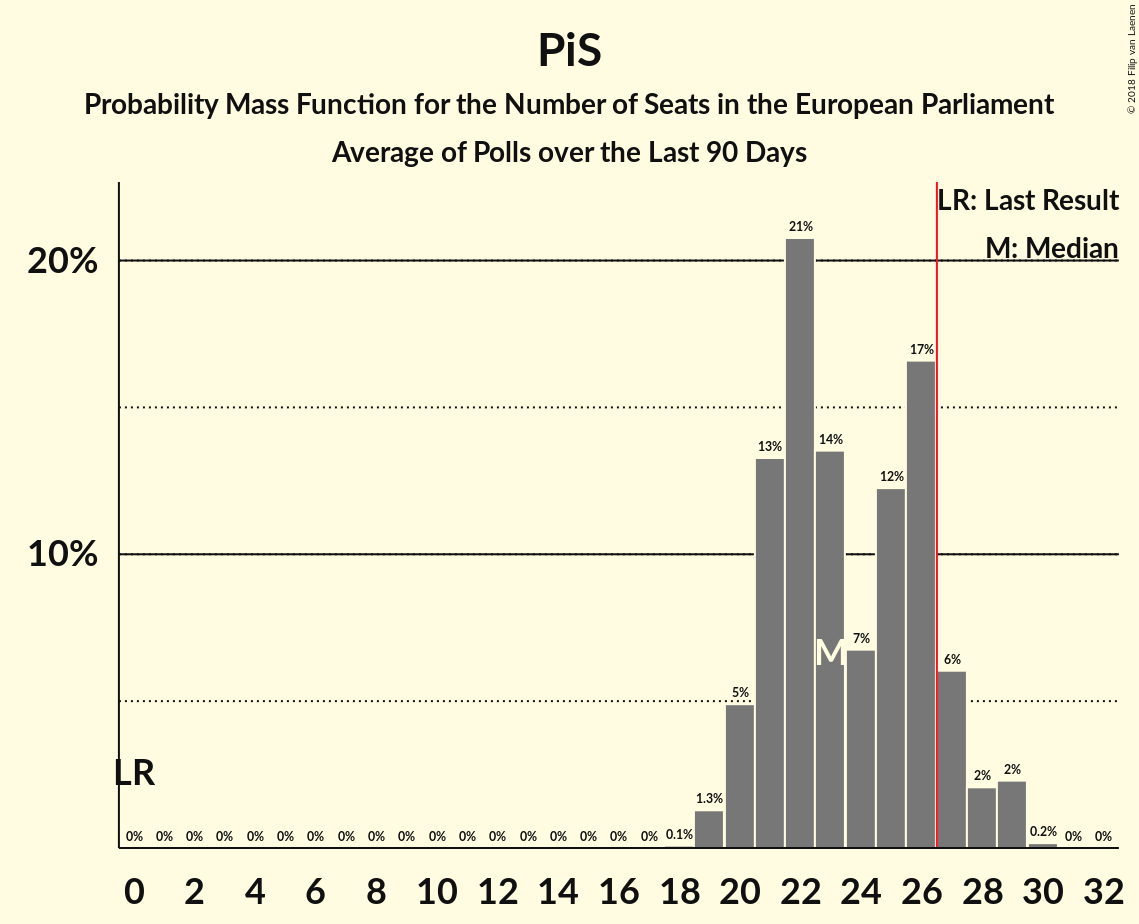 PiS
Probability Mass Function for the Number of Seats in the European Parliament
Average of Polls over the Last 90 Days
© 2018 Filip van Laenen
LR: Last Result
M: Median
20%
10%
21%
17%
14%
13%
12%
7%
6%
5%
M
LR
1.3%
2%
2%
0% 0% 0% 0% 0% 0% 0% 0% 0% 0% 0% 0% 0% 0% 0% 0% 0% 0% 0.1% 0.2% 0% 0%
0 2 4 6 8 10 12 14 16 18 20 22 24 26 28 30 32